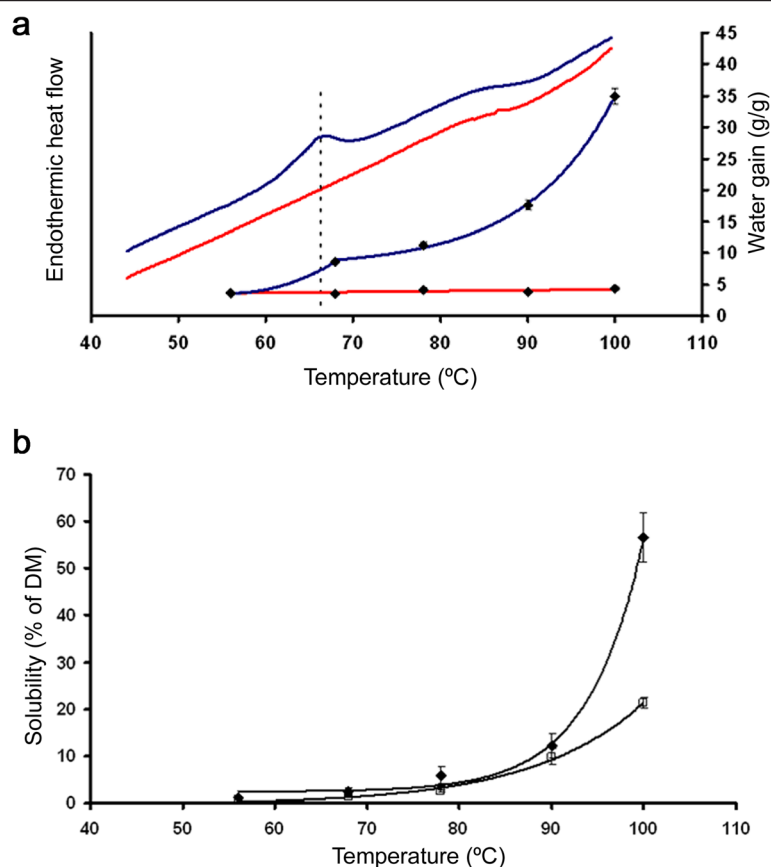 a
Endothermic heat flow
45
40
35
30
25
20
15
10
5
0
Water gain (g/g)
40 50 60 70 80 90 100 110
Temperature (ºC)
b
Solubility (% of DM)
70
60
50
40
30
20
10
0
40 50 60 70 80 90 100 110
Temperature (ºC)